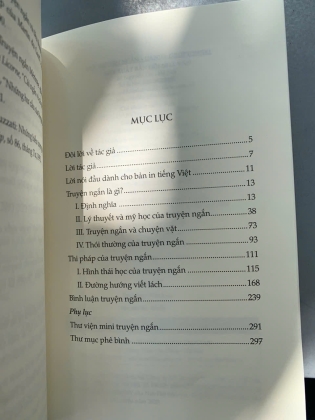 MỤC LỤC
Đôi lời về tác giả 5
Lời tác giả 7
Lời nói đầu dành cho bản in tiếng Việt 11
Truyện ngắn là gì? 13
I. Định nghĩa 13
II. Lý thuyết và mỹ học của truyện ngắn 38
III. Truyện ngắn và chuyện vặt 73
IV. Thói thường của truyện ngắn 93
Thi pháp của truyện ngắn 111
I. Hình thái học của truyện ngắn 115
II. Đường hướng viết lách 168
Bình luận truyện ngắn 239
Phụ lục
Thư viện mini truyện ngắn 291
Thư mục phê bình 297